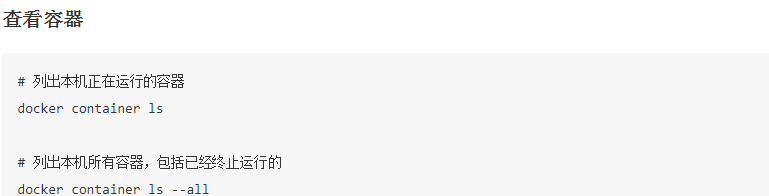 查看容器
# 列出本机正在运行的容器
docker container ls
# 列出本机所有容器，包括已经终止运行的
docker container ls --all